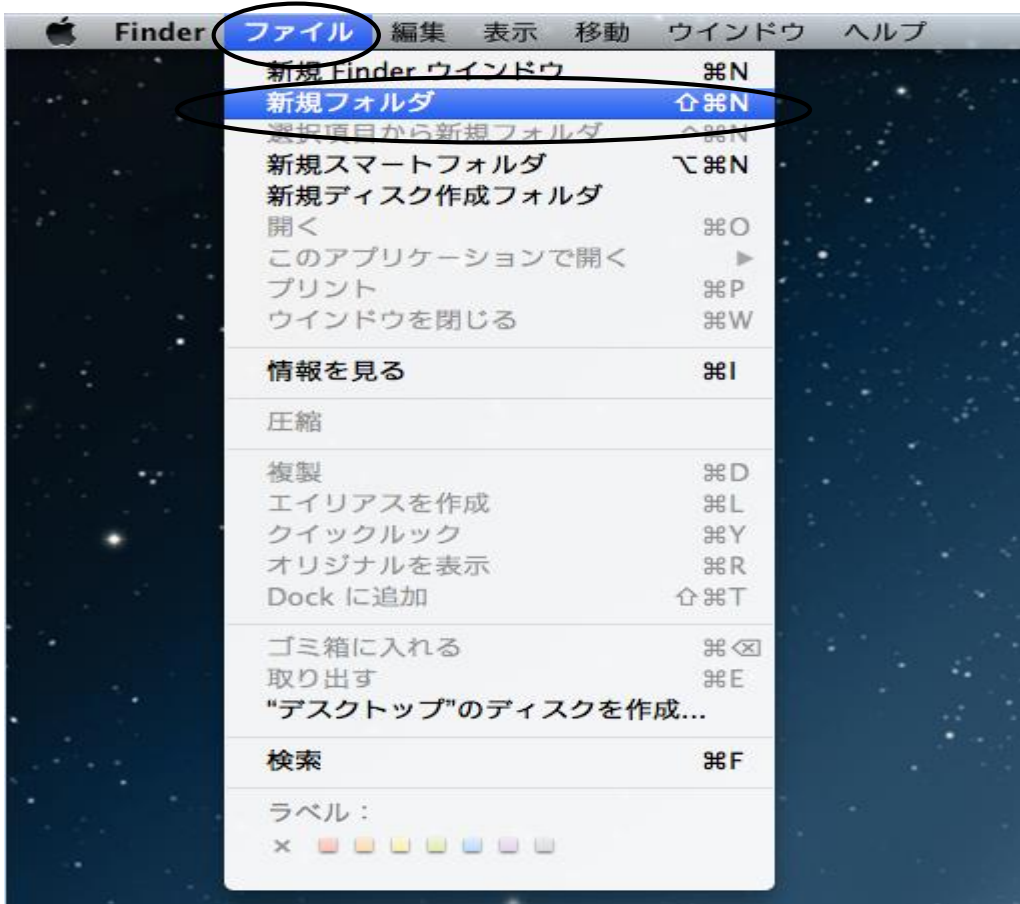 Finder ファイル 編集 表示 移動 ウインドウ ヘルプ
新規 Finder ウインドウ ⌘N
新規フォルダ ⇧⌘N
選択項目から新規フォルダ ^⌘N
新規スマートフォルダ ⌥⌘N
新規ディスク作成フォルダ
開く ⌘O
このアプリケーションで開く ▶
プリント ⌘P
ウインドウを閉じる ⌘W
情報を見る ⌘I
圧縮
複製 ⌘D
エイリアスを作成 ⌘L
クイックルック ⌘Y
オリジナルを表示 ⌘R
Dock に追加 ⇧⌘T
ゴミ箱に入れる ⌘⌫
取り出す ⌘E
“デスクトップ”のディスクを作成...
検索 ⌘F
ラベル：
×